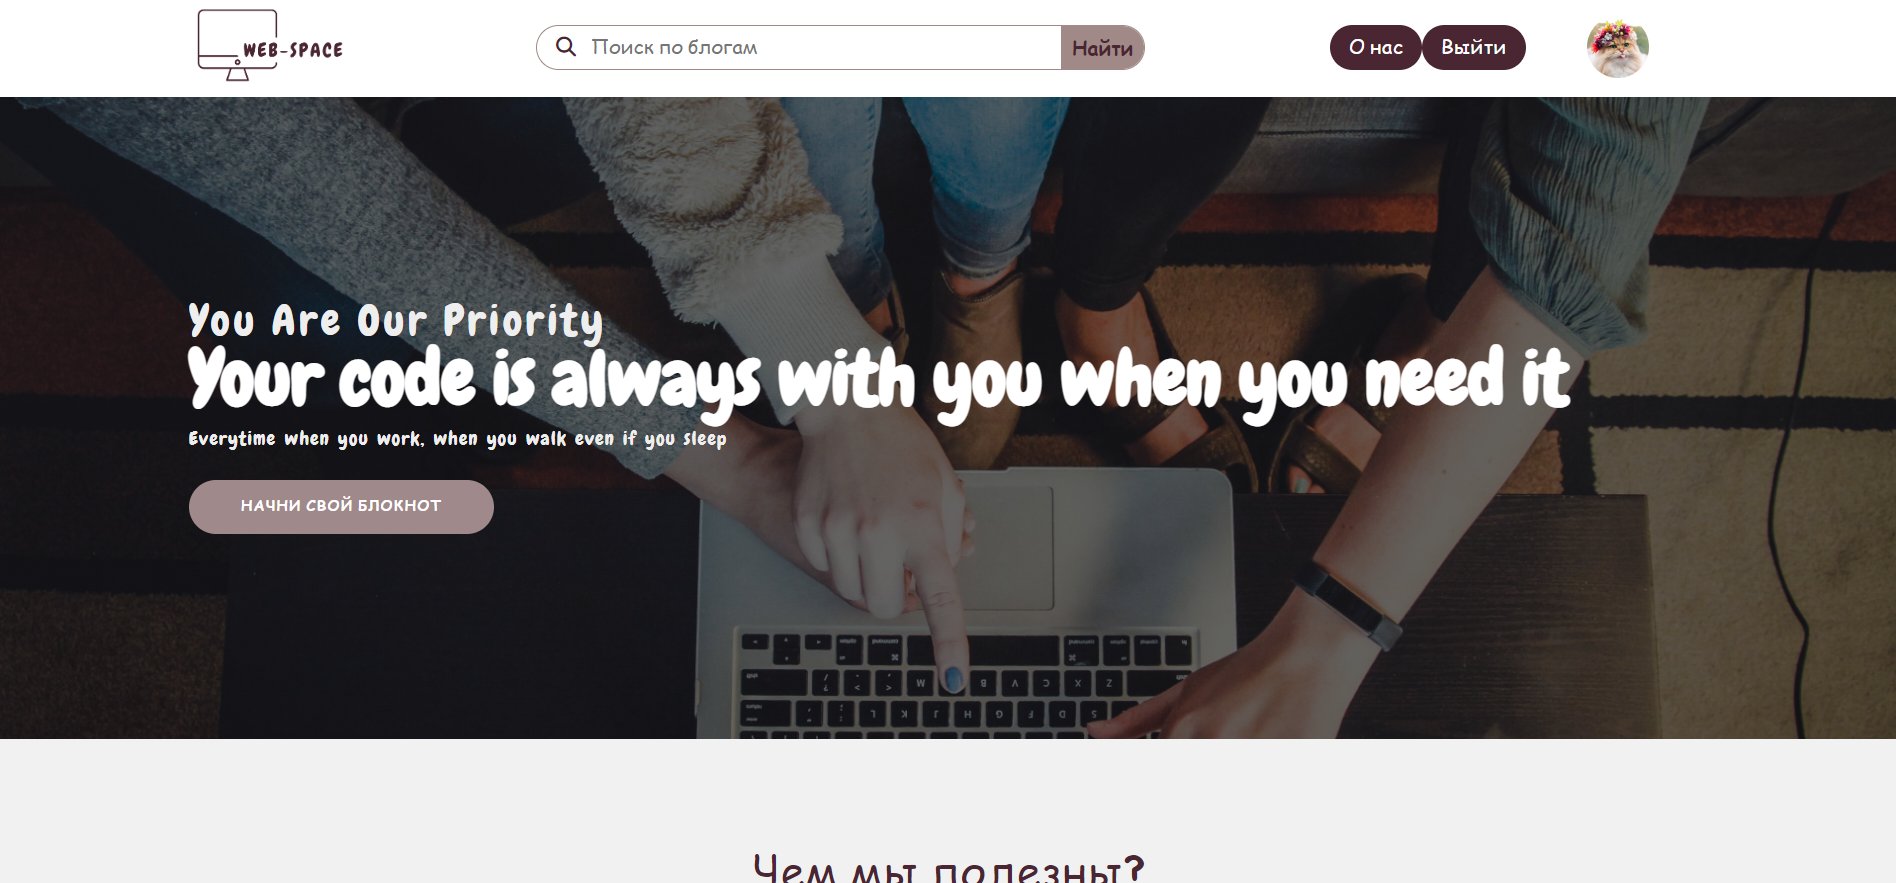 WEB-SPACE
Поиск по блогам
Найти
О нас
Выйти
You Are Our Priority
Your code is always with you when you need it
Everytime when you work, when you walk even if you sleep
НАЧНИ СВОЙ БЛОКНОТ
Чем мы полезны?